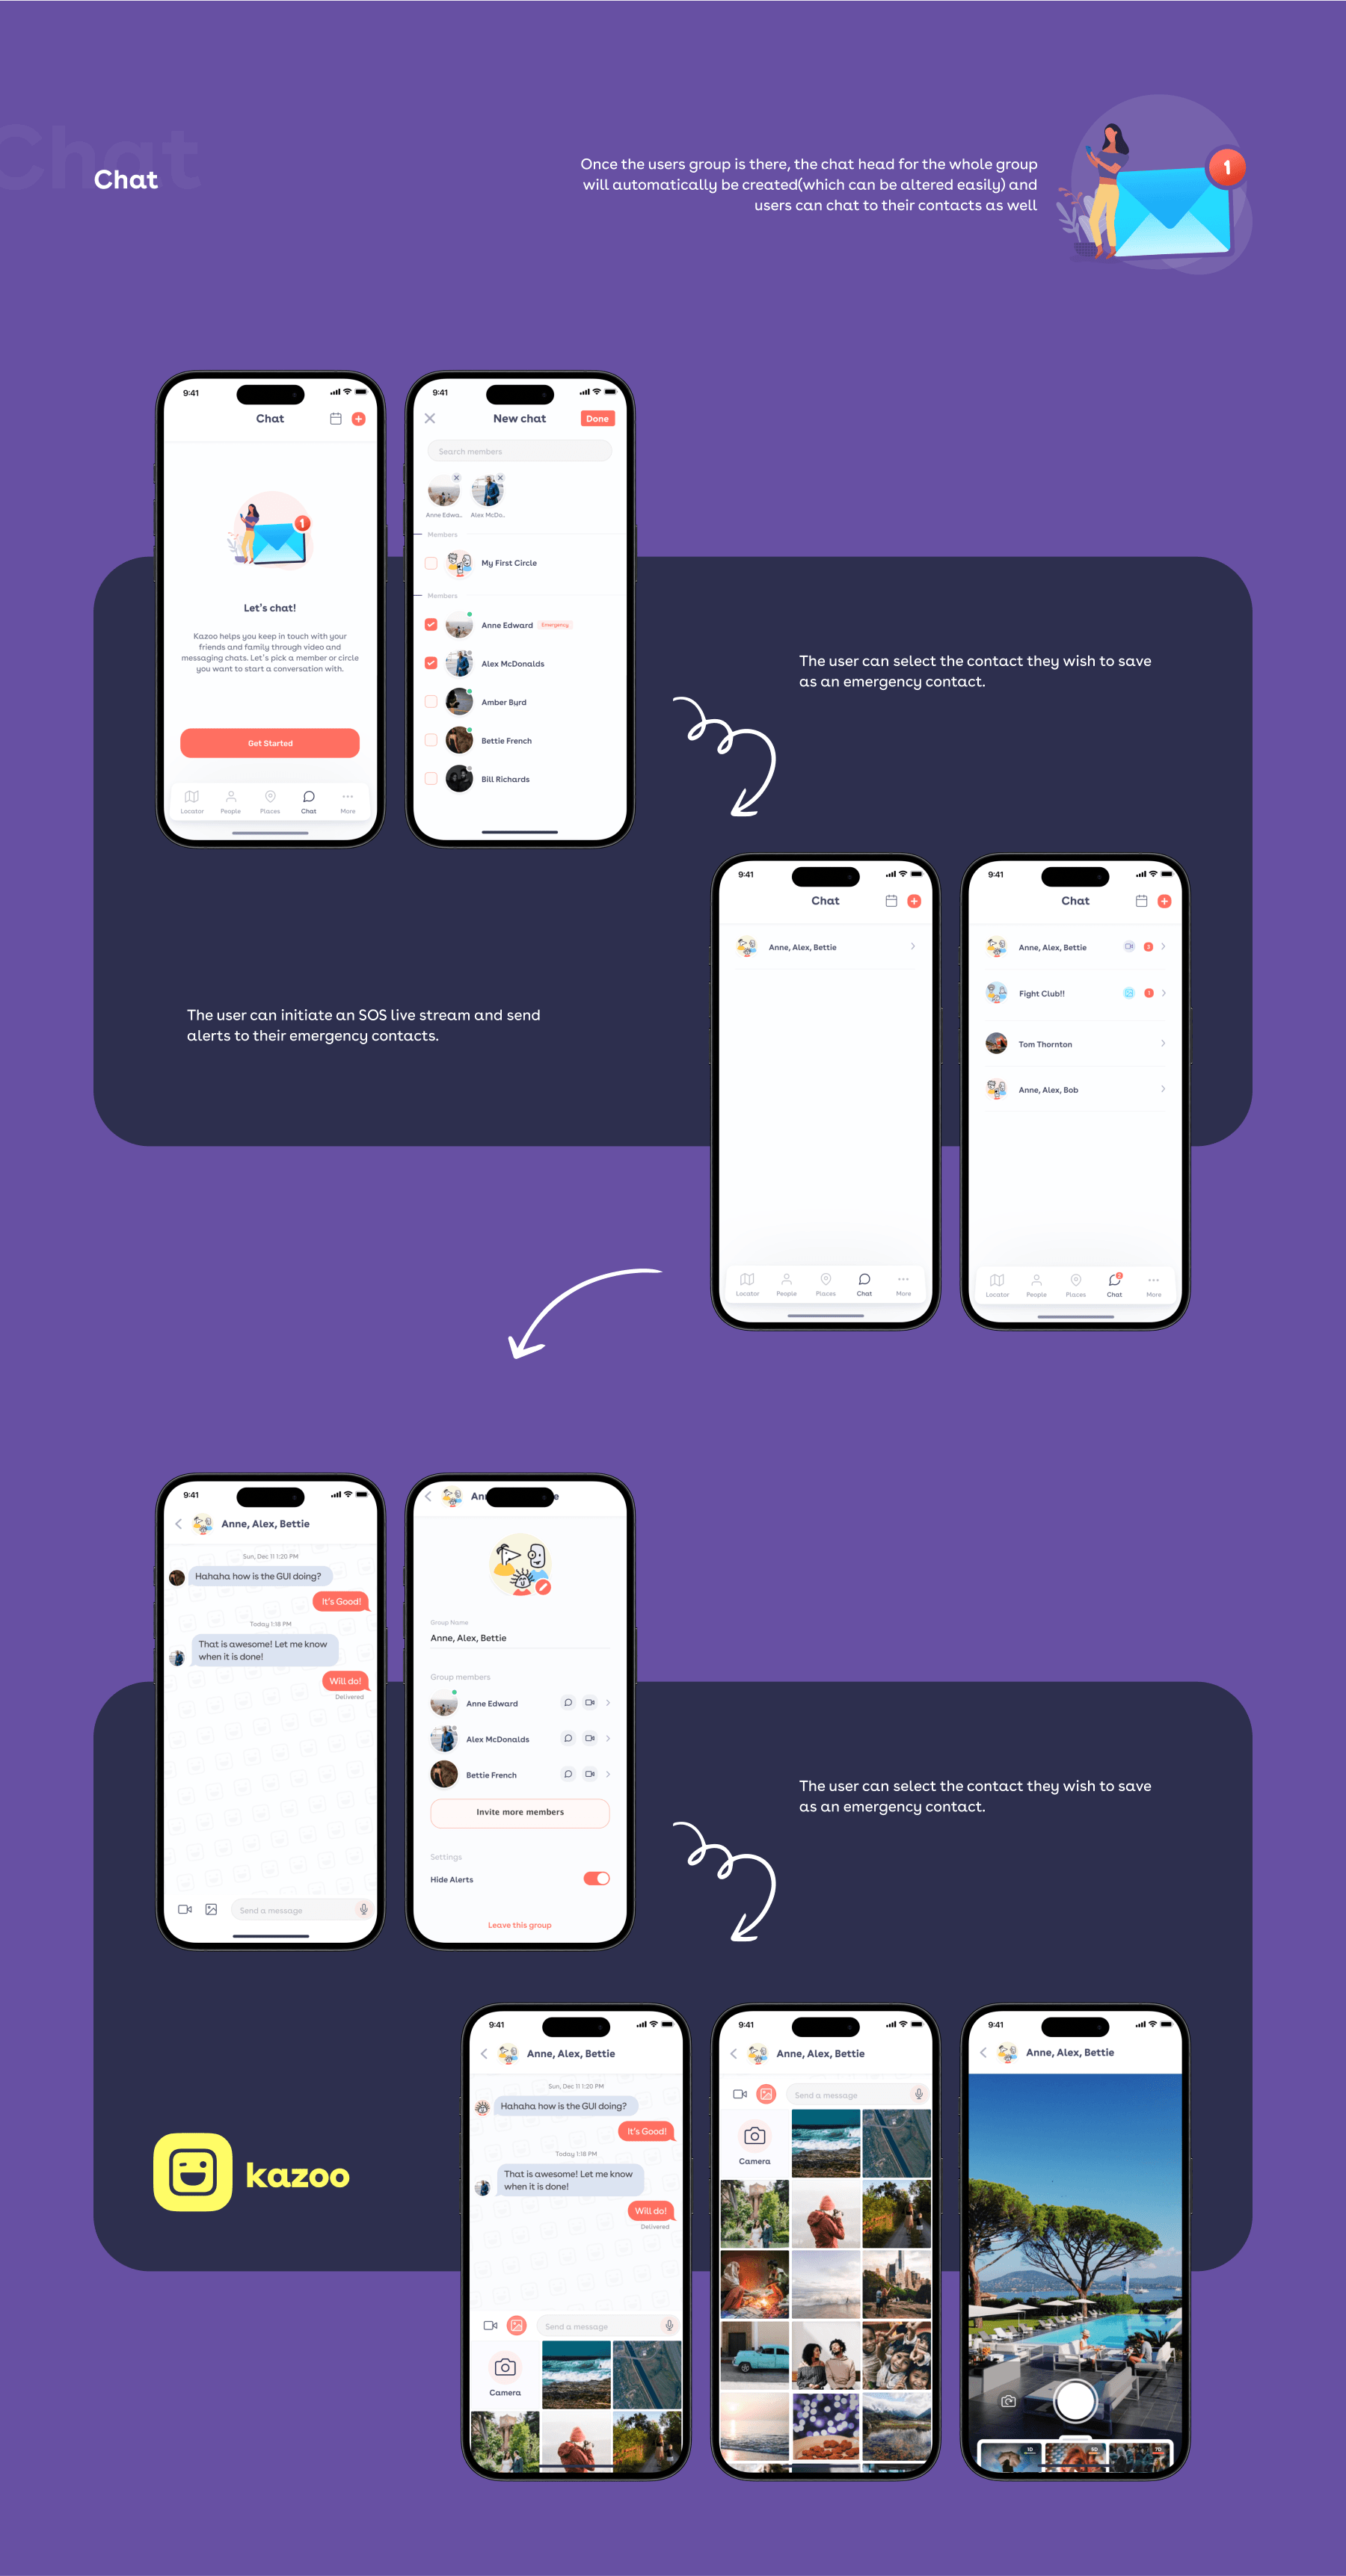 Chat
Chat
Once the users group is there, the chat head for the whole group
will automatically be created(which can be altered easily) and
users can chat to their contacts as well
1
9:41
Chat
1
Let's chat!
Kazoo helps you keep in touch with your
friends and family through video and
messaging chats. Let's pick a member or circle
you want to start a conversation with.
Get Started
Locator People Places Chat More
9:41
New chat Done
Search members
Anne Edwa.. Alex McDo..
Members
My First Circle
Members
Anne Edward Emergency
Alex McDonalds
Amber Byrd
Bettie French
Bill Richards
The user can select the contact they wish to save
as an emergency contact.
The user can initiate an SOS live stream and send
alerts to their emergency contacts.
9:41
Chat
Anne, Alex, Bettie
Locator People Places Chat More
9:41
Chat
Anne, Alex, Bettie
Fight Club!! 1
Tom Thornton
Anne, Alex, Bob
2
Locator People Places Chat More
9:41
Anne, Alex, Bettie
Sun, Dec 11 1:20 PM
Hahaha how is the GUI doing?
It's Good!
Today 1:18 PM
That is awesome! Let me know
when it is done!
Will do!
Delivered
Send a message
An e
Group Name
Anne, Alex, Bettie
Group members
Anne Edward
Alex McDonalds
Bettie French
Invite more members
Settings
Hide Alerts
Leave this group
The user can select the contact they wish to save
as an emergency contact.
kazoo
9:41
Anne, Alex, Bettie
Sun, Dec 11 1:20 PM
Hahaha how is the GUI doing?
It's Good!
Today 1:18 PM
That is awesome! Let me know
when it is done!
Will do!
Delivered
Send a message
Camera
9:41
Anne, Alex, Bettie
Send a message
Camera
9:41
Anne, Alex, Bettie